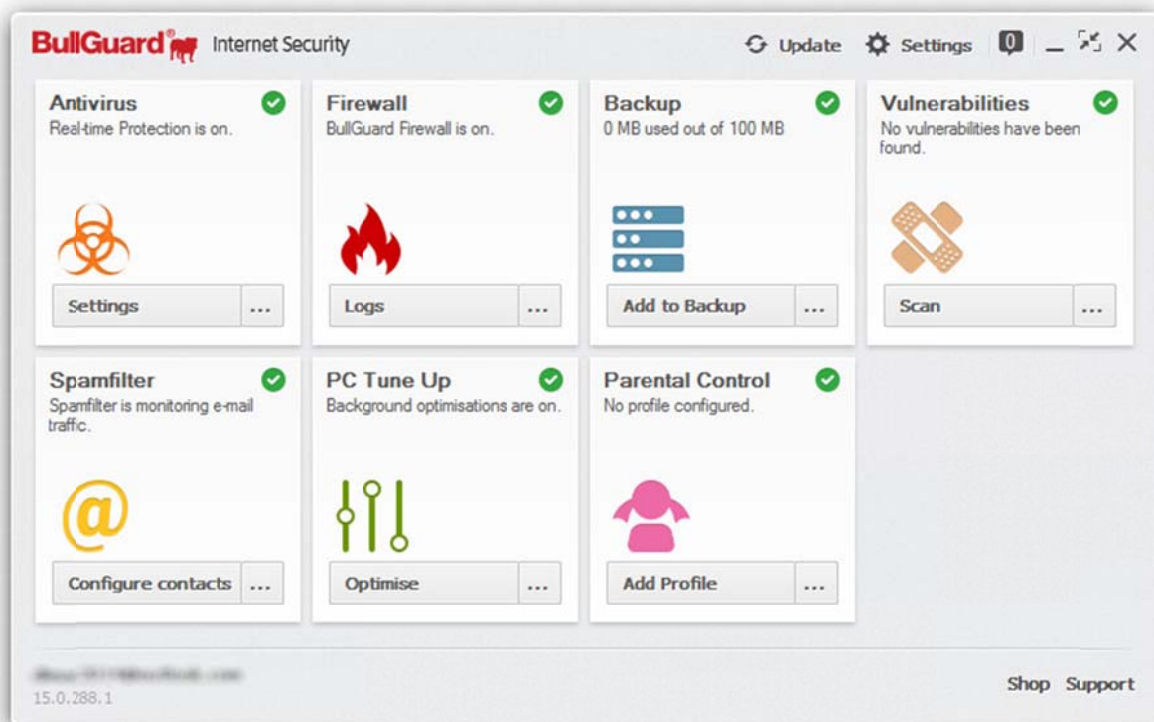 BullGuard® Internet Security
Update Settings 0
Antivirus
Real-time Protection is on.
Settings ...
Firewall
BullGuard Firewall is on.
Logs ...
Backup
0 MB used out of 100 MB
Add to Backup ...
Vulnerabilities
No vulnerabilities have been
found.
Scan ...
Spamfilter
Spamfilter is monitoring e-mail
traffic.
@
Configure contacts ...
PC Tune Up
Background optimisations are on.
Optimise ...
Parental Control
No profile configured.
Add Profile ...
15.0.288.1
Shop Support